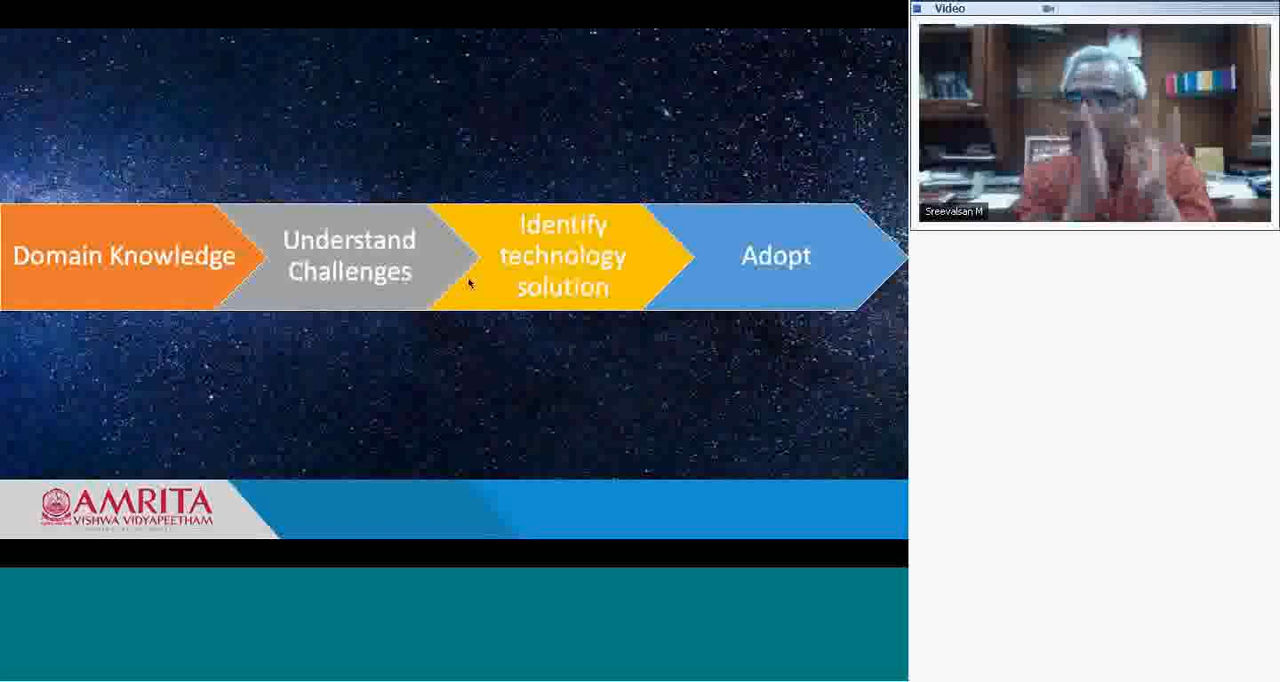 Video
Sreevalsan M
Domain Knowledge
Understand
Challenges
Identify
technology
solution
Adopt
AMRITA
VISHWA VIDYAPEETHAM